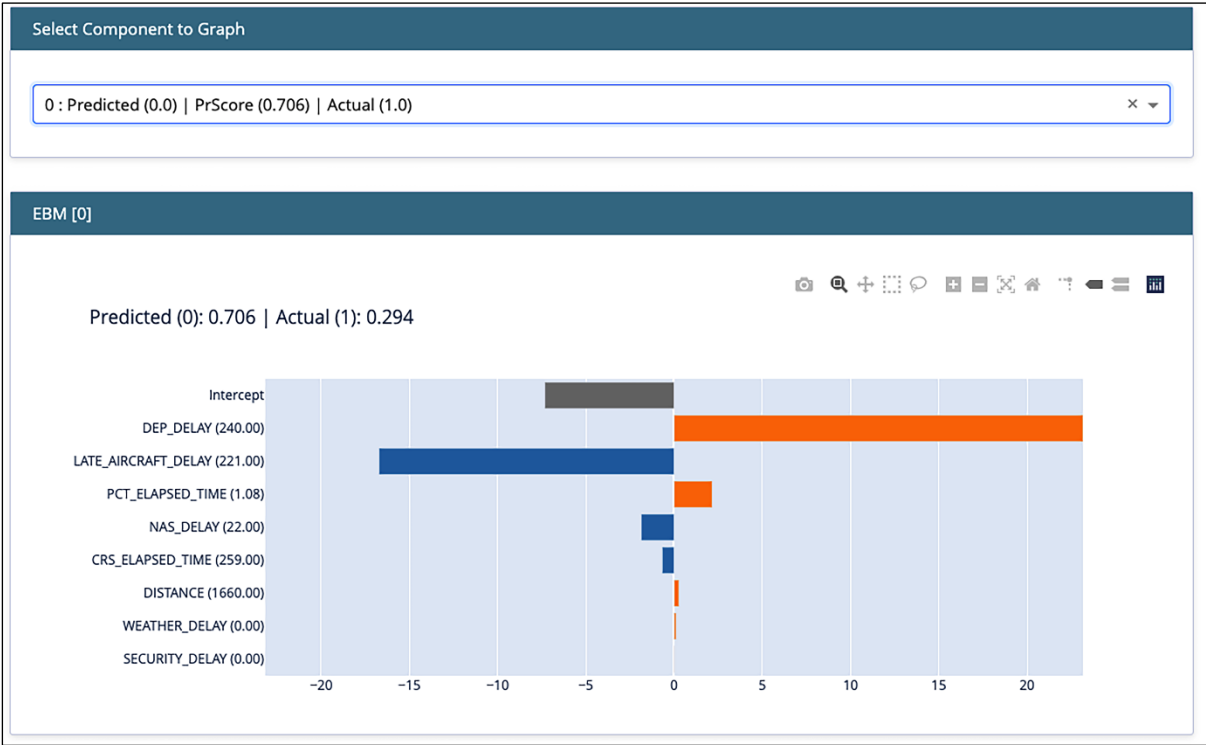 Select Component to Graph
0 : Predicted (0.0) | PrScore (0.706) | Actual (1.0)
EBM [0]
Predicted (0): 0.706 | Actual (1): 0.294
Intercept
DEP_DELAY (240.00)
LATE_AIRCRAFT_DELAY (221.00)
PCT_ELAPSED_TIME (1.08)
NAS_DELAY (22.00)
CRS_ELAPSED_TIME (259.00)
DISTANCE (1660.00)
WEATHER_DELAY (0.00)
SECURITY_DELAY (0.00)
−20 −15 −10 −5 0 5 10 15 20